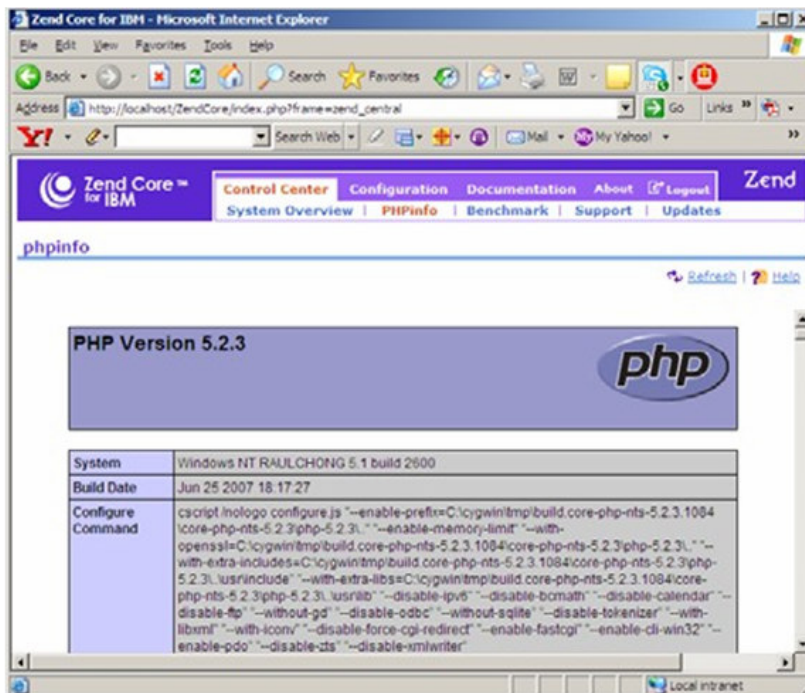 Zend Core for IBM - Microsoft Internet Explorer
File Edit View Favorites Tools Help
Back Search Favorites
Address http://localhost/ZendCore/index.php?frame=zend_central Go Links »
Y! Search Web Mail My Yahoo! »
Zend Core ™ for IBM
Control Center Configuration Documentation About Logout
Zend
System Overview | PHPinfo | Benchmark | Support | Updates
phpinfo
Refresh | Help
PHP Version 5.2.3
php
System Windows NT RAULCHONG 5.1 build 2600
Build Date Jun 25 2007 18:17:27
Configure Command
cscript /nologo configure.js "--enable-prefix=C:\cygwin\tmp\build.core-php-nts-5.2.3.1084
\core-php-nts-5.2.3\php-5.2.3\.." "--enable-memory-limit" "--with-
openssl=C:\cygwin\tmp\build.core-php-nts-5.2.3.1084\core-php-nts-5.2.3\php-5.2.3\.." "--
with-extra-includes=C:\cygwin\tmp\build.core-php-nts-5.2.3.1084\core-php-nts-5.2.3\php-
5.2.3\..\usr\include" "--with-extra-libs=C:\cygwin\tmp\build.core-php-nts-5.2.3.1084\core-
php-nts-5.2.3\php-5.2.3\..\usr\lib" "--disable-ipv6" "--disable-bcmath" "--disable-calendar" "--
disable-ftp" "--without-gd" "--disable-odbc" "--without-sqlite" "--disable-tokenizer" "--with-
libxml" "--with-iconv" "--disable-force-cgi-redirect" "--enable-fastcgi" "--enable-cli-win32" "--
enable-pdo" "--disable-zts" "--disable-xmlwriter"
Local intranet